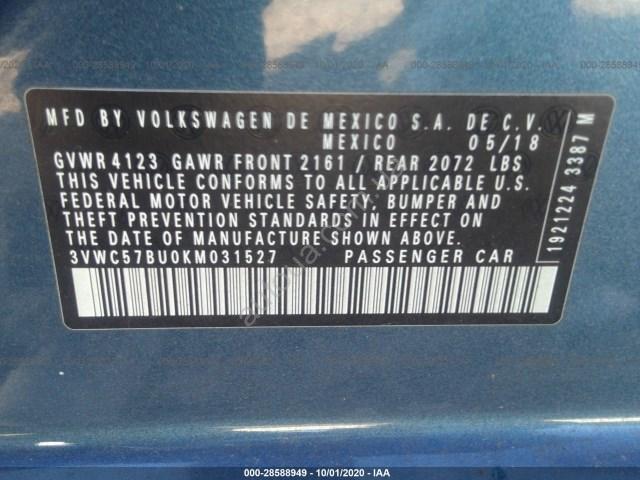 MFD BY VOLKSWAGEN DE MEXICO S.A. DE C.V.
MEXICO 05/18
GVWR 4123 GAWR FRONT 2161 / REAR 2072 LBS
THIS VEHICLE CONFORMS TO ALL APPLICABLE U.S.
FEDERAL MOTOR VEHICLE SAFETY, BUMPER AND
THEFT PREVENTION STANDARDS IN EFFECT ON
THE DATE OF MANUFACTURE SHOWN ABOVE.
3VWC57BU0KM031527 PASSENGER CAR
1921224 3387 M
000-28588949 - 10/01/2020 - IAA